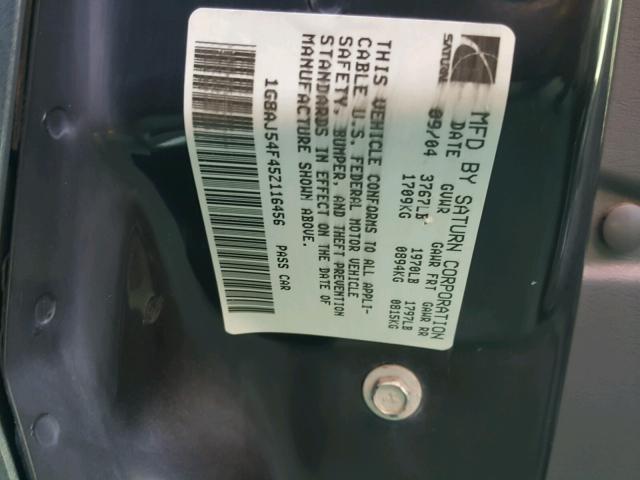 SATURN
MFD BY SATURN CORPORATION
DATE GVWR GAWR FRT GAWR RR
09/04 3767LB 1970LB 1797LB
1709KG 0894KG 0815KG
THIS VEHICLE CONFORMS TO ALL APPLI-
CABLE U.S. FEDERAL MOTOR VEHICLE
SAFETY, BUMPER, AND THEFT PREVENTION
STANDARDS IN EFFECT ON THE DATE OF
MANUFACTURE SHOWN ABOVE.
1G8AJ54F45Z116456 PASS CAR